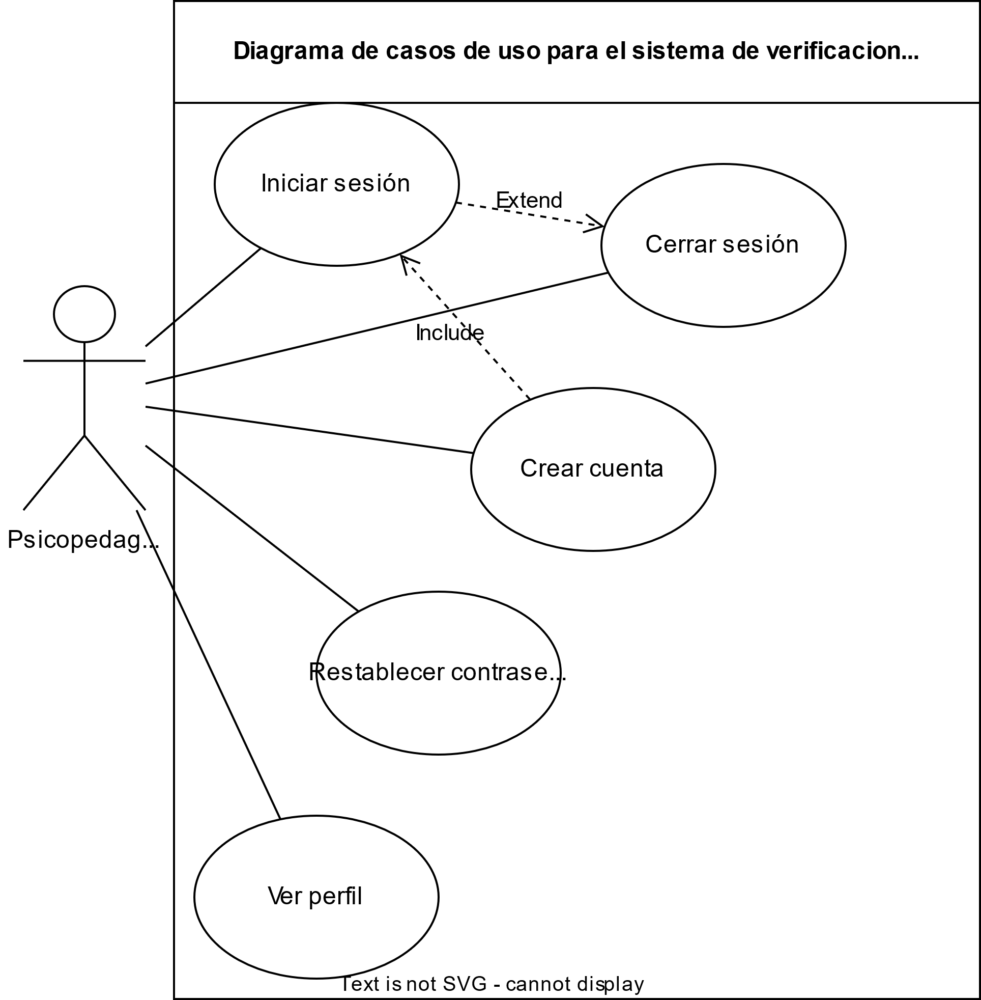 Diagrama de casos de uso para el sistema de verificacion...
Iniciar sesión
Extend
Cerrar sesión
Include
Crear cuenta
Psicopedag...
Restablecer contrase...
Ver perfil
Text is not SVG - cannot display